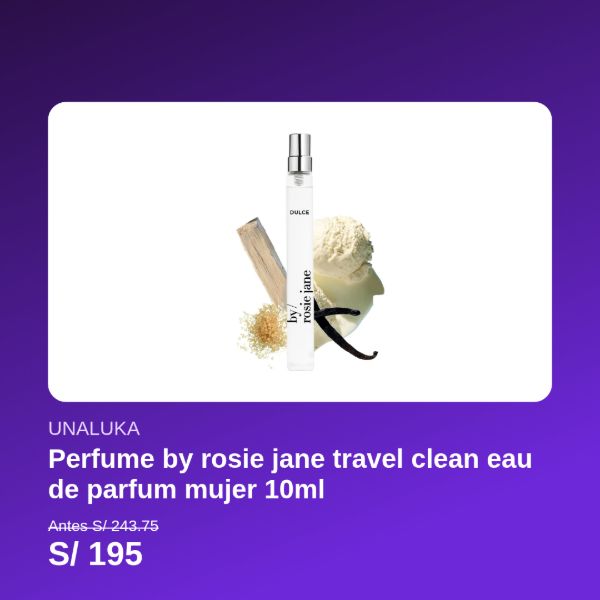 DULCE
by/
rosie jane
UNALUKA
Perfume by rosie jane travel clean eau
de parfum mujer 10ml
Antes S/ 243.75
S/ 195